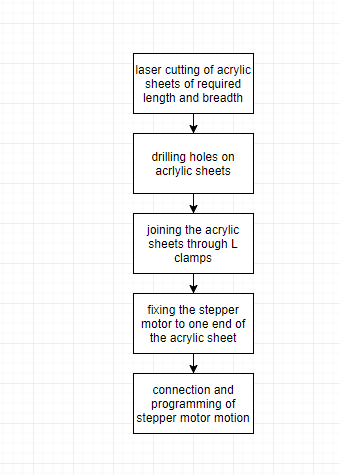 laser cutting of acrylic
sheets of required
length and breadth
drilling holes on
acrlylic sheets
joining the acrylic
sheets through L
clamps
fixing the stepper
motor to one end of
the acrylic sheet
connection and
programming of
stepper motor motion